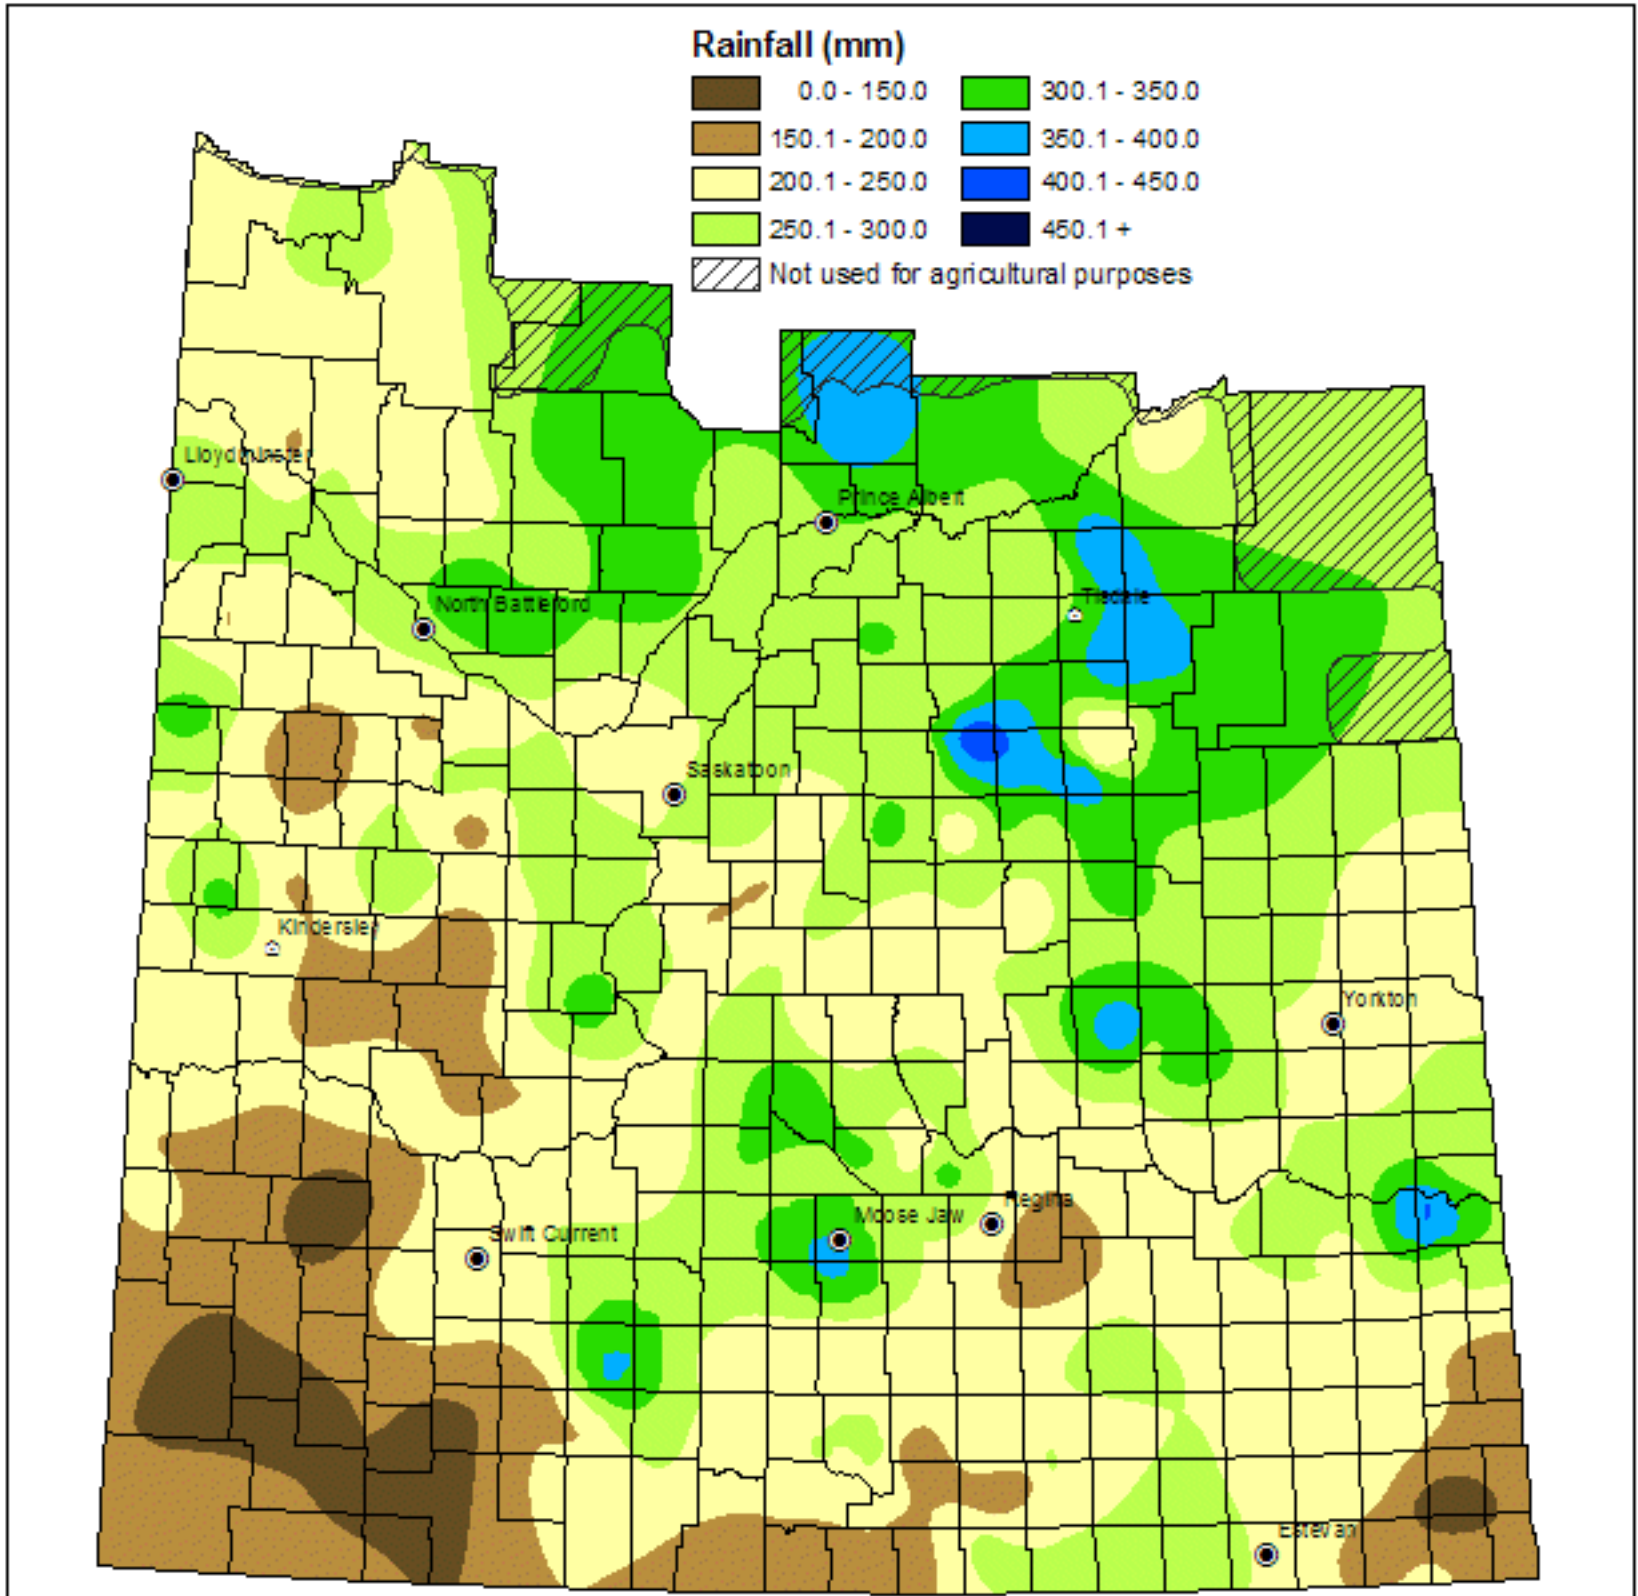 Rainfall (mm)
0.0 - 150.0
300.1 - 350.0
150.1 - 200.0
350.1 - 400.0
200.1 - 250.0
400.1 - 450.0
250.1 - 300.0
450.1 +
Not used for agricultural purposes
Lloydminster
Prince Albert
North Battleford
Tisdale
Saskatoon
Kindersley
Yorkton
Regina
Moose Jaw
Swift Current
Estevan